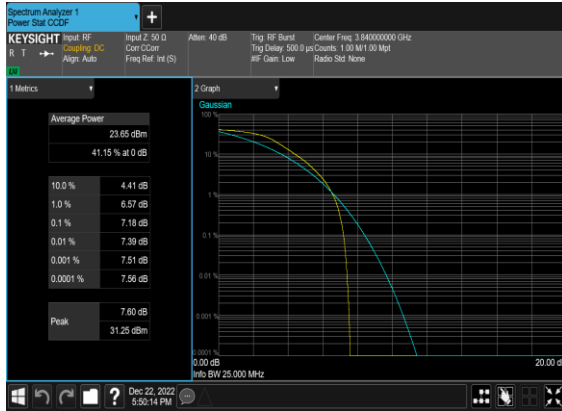 Spectrum Analyzer 1
Power Stat CCDF
+
KEYSIGHT
R T
LU
Input: RF
Coupling: DC
Align: Auto
Input Z: 50 Ω
Corr CCorr
Freq Ref: Int (S)
Atten: 40 dB
Trig: RF Burst
Trig Delay: 500.0 µs
#IF Gain: Low
Center Freq: 3.840000000 GHz
Counts: 1.00 M/1.00 Mpt
Radio Std: None
1 Metrics
Average Power
23.65 dBm
41.15 % at 0 dB
10.0 % 4.41 dB
1.0 % 6.57 dB
0.1 % 7.18 dB
0.01 % 7.39 dB
0.001 % 7.51 dB
0.0001 % 7.56 dB
Peak 7.60 dB
31.25 dBm
2 Graph
Gaussian
100 %
10 %
1 %
0.1 %
0.01 %
0.001 %
0.0001 %
0.00 dB
20.00 d
Info BW 25.000 MHz
?
Dec 22, 2022
5:50:14 PM